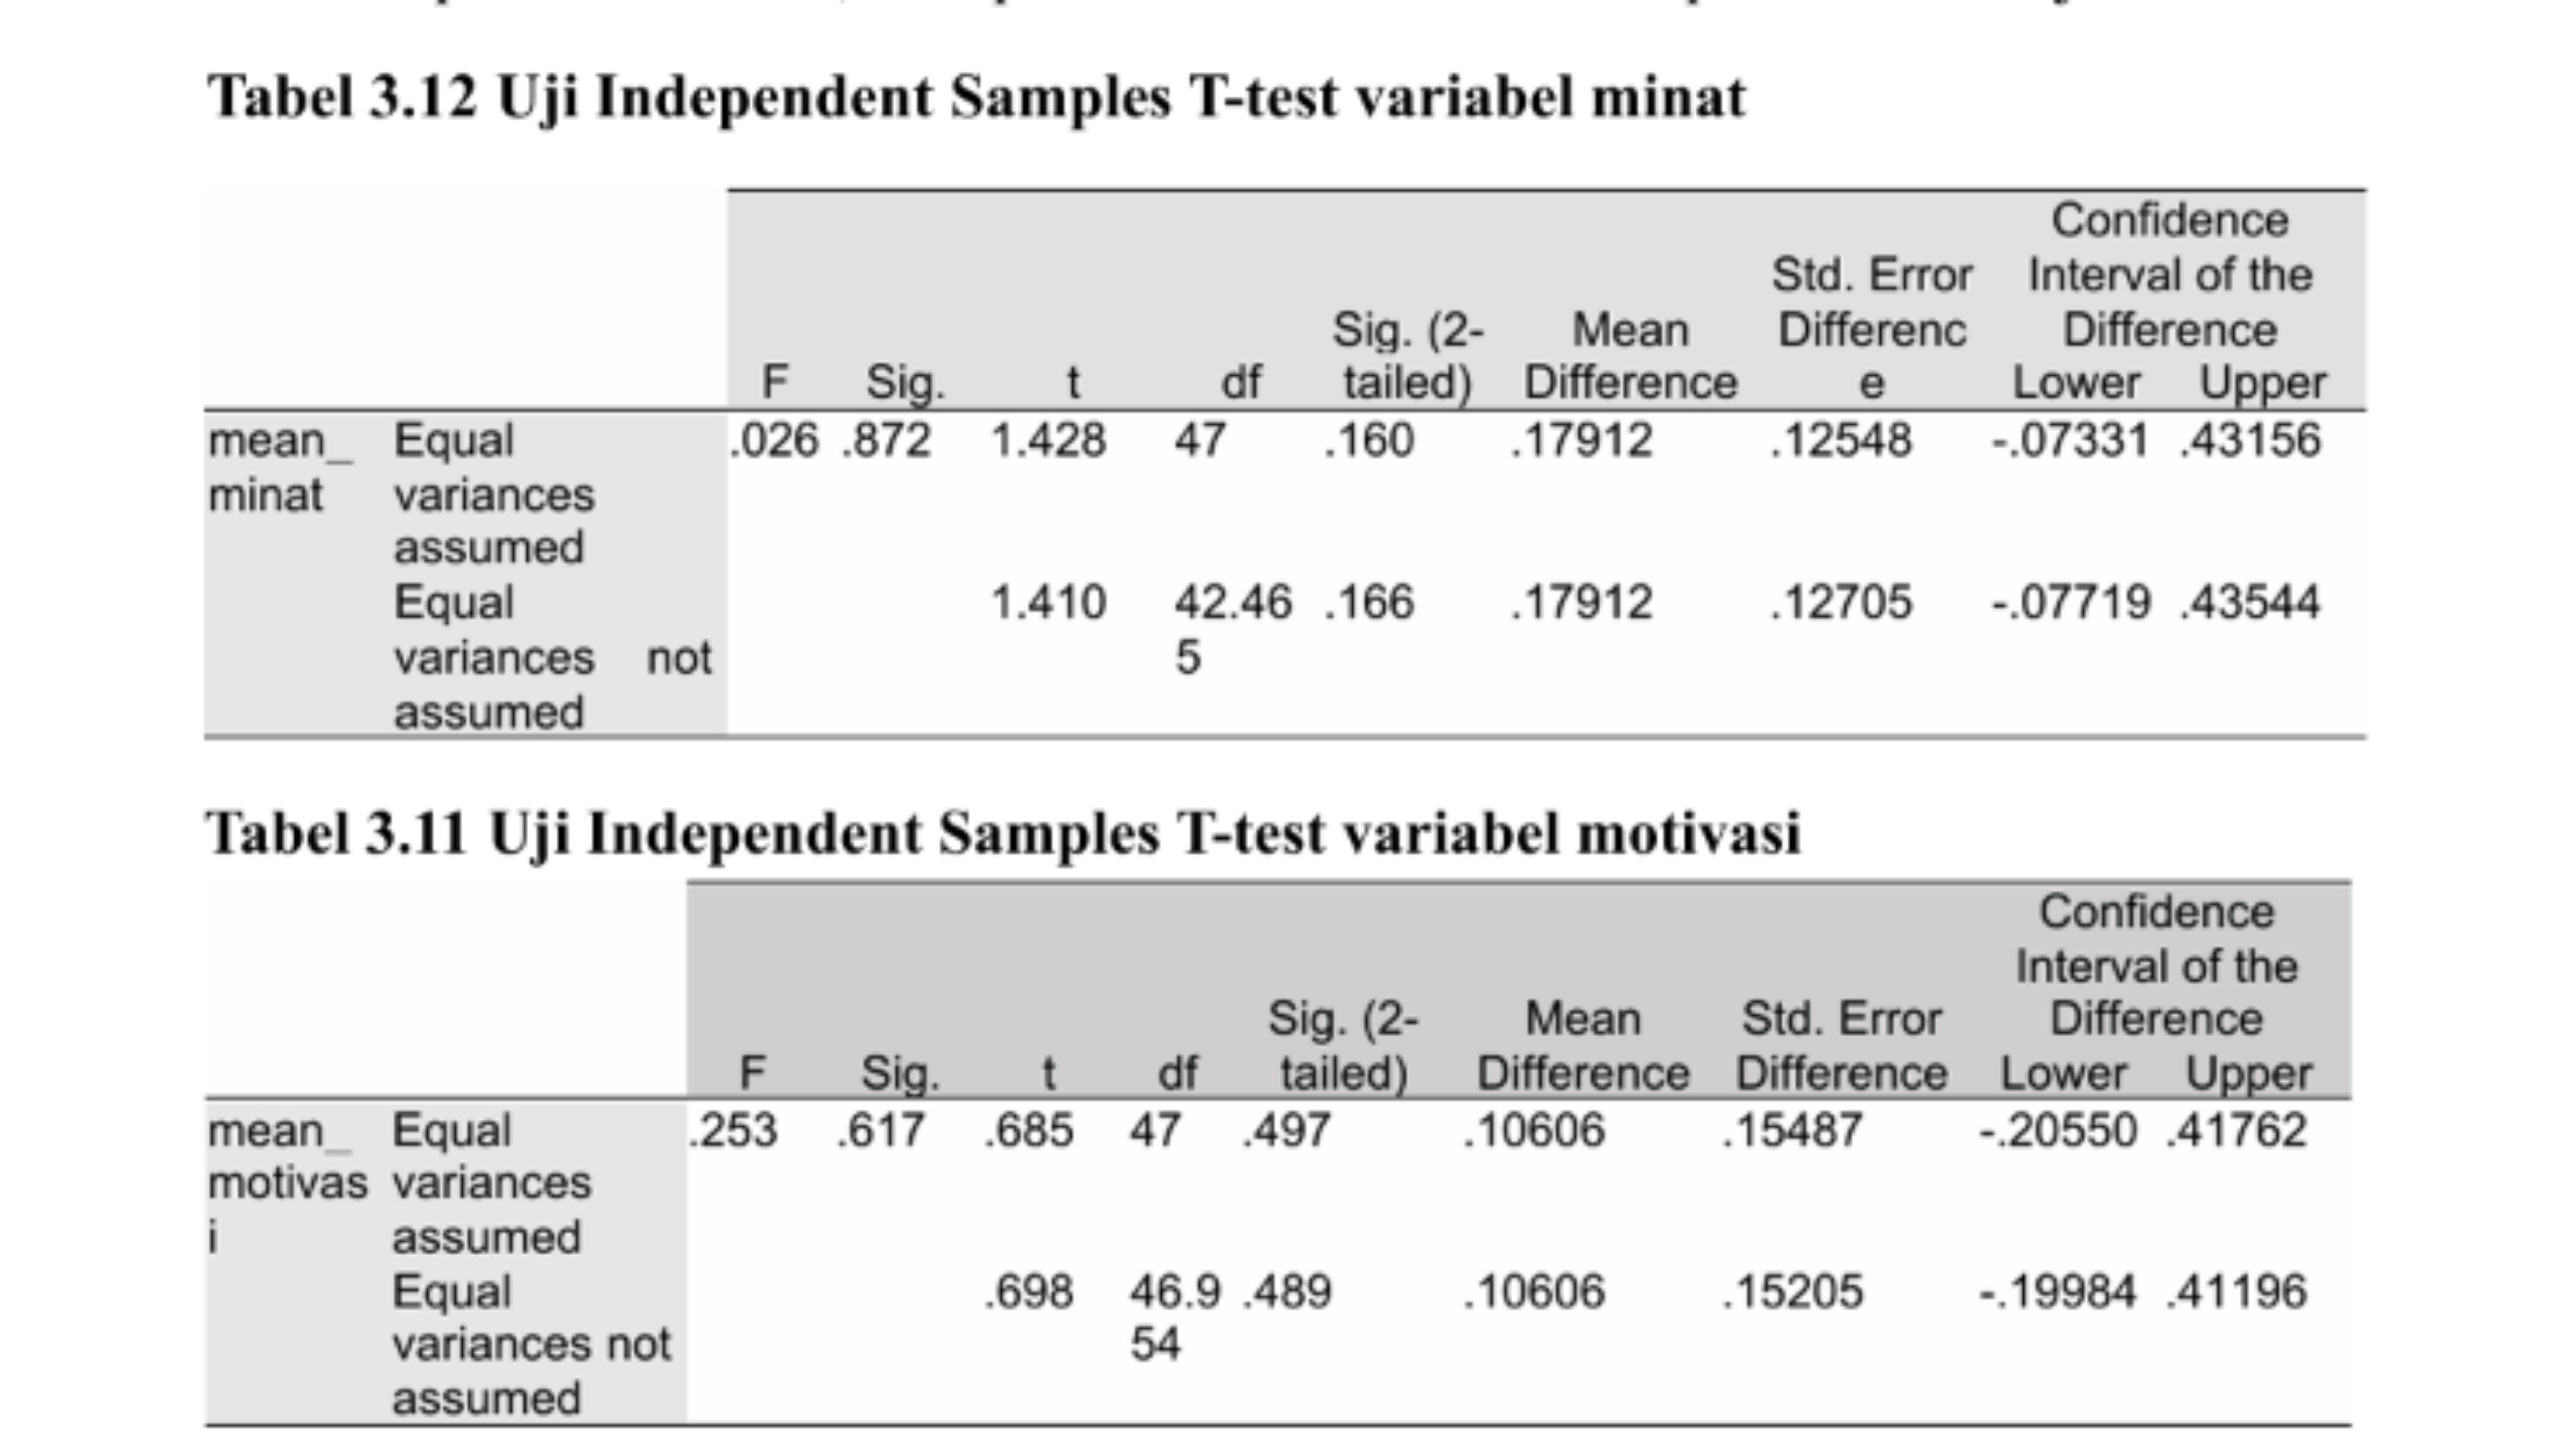 Tabel 3.12 Uji Independent Samples T-test variabel minat
Confidence
Std. Error Interval of the
Sig. (2- Mean Differenc Difference
F Sig. t df tailed) Difference e Lower Upper
mean_ Equal .026 .872 1.428 47 .160 .17912 .12548 -.07331 .43156
minat variances
assumed
Equal 1.410 42.46 .166 .17912 .12705 -.07719 .43544
variances not 5
assumed
Tabel 3.11 Uji Independent Samples T-test variabel motivasi
Confidence
Interval of the
Sig. (2- Mean Std. Error Difference
F Sig. t df tailed) Difference Difference Lower Upper
mean_ Equal .253 .617 .685 47 .497 .10606 .15487 -.20550 .41762
motivas variances
i assumed
Equal .698 46.9 .489 .10606 .15205 -.19984 .41196
variances not 54
assumed